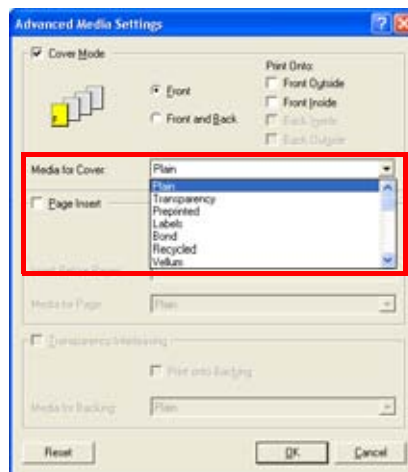 Advanced Media Settings
Cover Mode
Print Onto:
Front
Front Outside
Front Inside
Front and Back
Back Inside
Back Outside
F
Media for Cover:
Plain
Page Insert
Plain
Transparency
Preprinted
Labels
Bond
Recycled
Vellum
Media for Page:
Plain
Transparency Interleaving
Print onto Backing
Media for Backing:
Plain
Reset
OK
Cancel